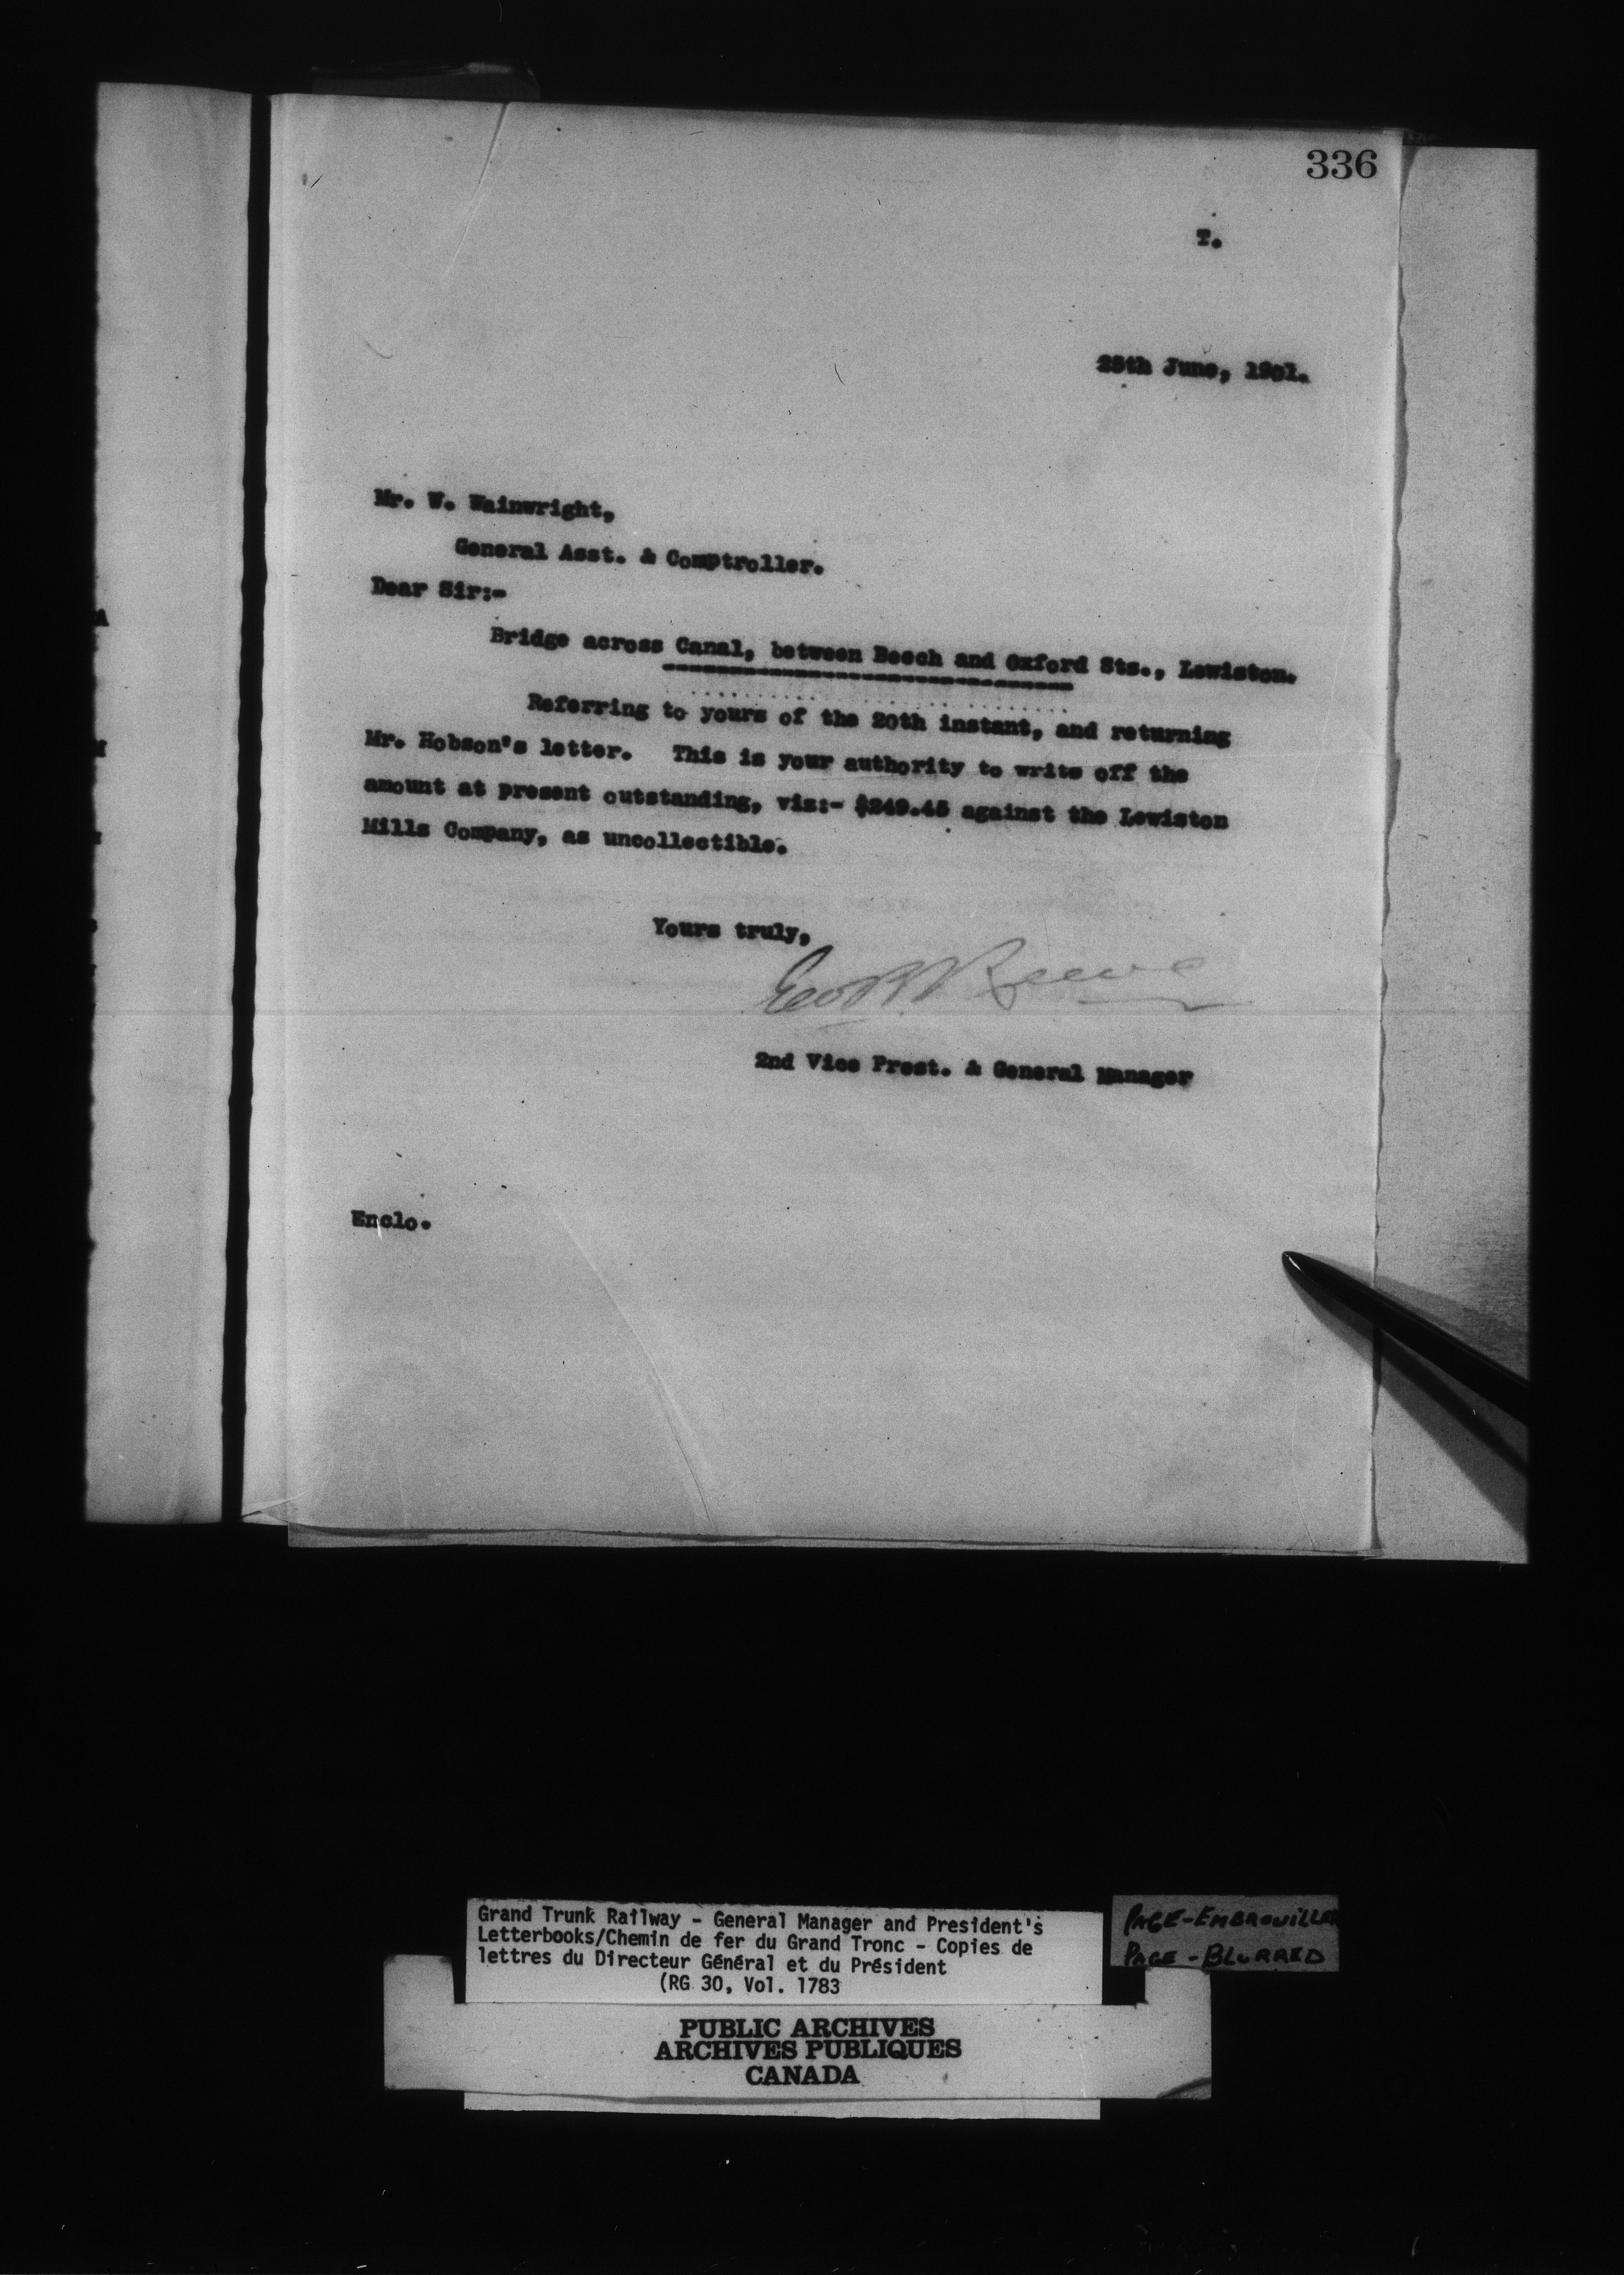 336
T.
25th June, 1901.
Mr. W. Wainwright,
General Asst. & Comptroller.
Dear Sir:-
Bridge across Canal, between Beech and Oxford Sts., Lewiston.
Referring to yours of the 20th instant, and returning
Mr. Hobson's letter. This is your authority to write off the
amount at present outstanding, viz:- $249.45 against the Lewiston
Mills Company, as uncollectible.
Yours truly,
Geo B Reeve
2nd Vice Prest. & General Manager
Enclo.
Grand Trunk Railway - General Manager and President's
Letterbooks/Chemin de fer du Grand Tronc - Copies de
lettres du Directeur Général et du Président
(RG 30, Vol. 1783
PAGE-EMBROUILLER
PAGE-BLURRED
PUBLIC ARCHIVES
ARCHIVES PUBLIQUES
CANADA